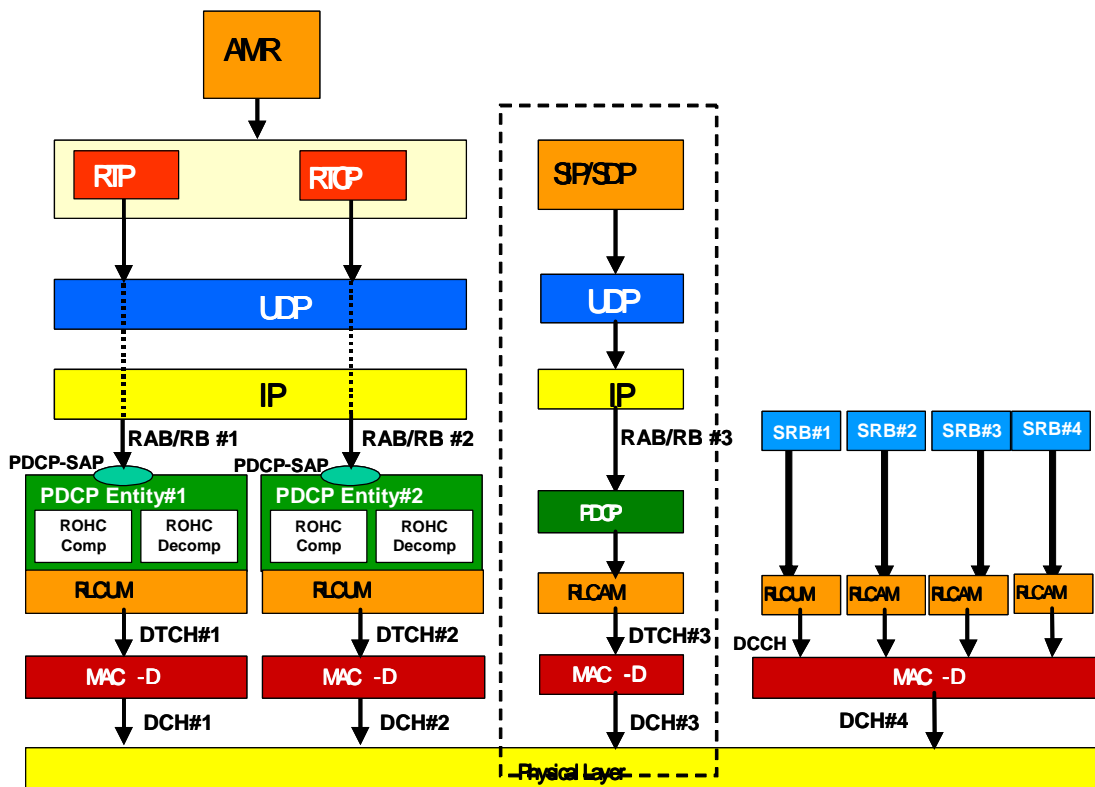 AMR
RTP
RTCP
SIP/SDP
UDP
UDP
IP
IP
RAB/RB #1
RAB/RB #2
RAB/RB #3
SRB#1
SRB#2
SRB#3
SRB#4
PDCP-SAP
PDCP-SAP
PDCP Entity#1
PDCP Entity#2
ROHC
Comp
ROHC
Decomp
ROHC
Comp
ROHC
Decomp
PDCP
RLCUM
RLCUM
RLCAM
RLCUM
RLCAM
RLCAM
RLCAM
DTCH#1
DTCH#2
DTCH#3
DCCH
MAC -D
MAC -D
MAC -D
MAC -D
DCH#1
DCH#2
DCH#3
DCH#4
Physical Layer